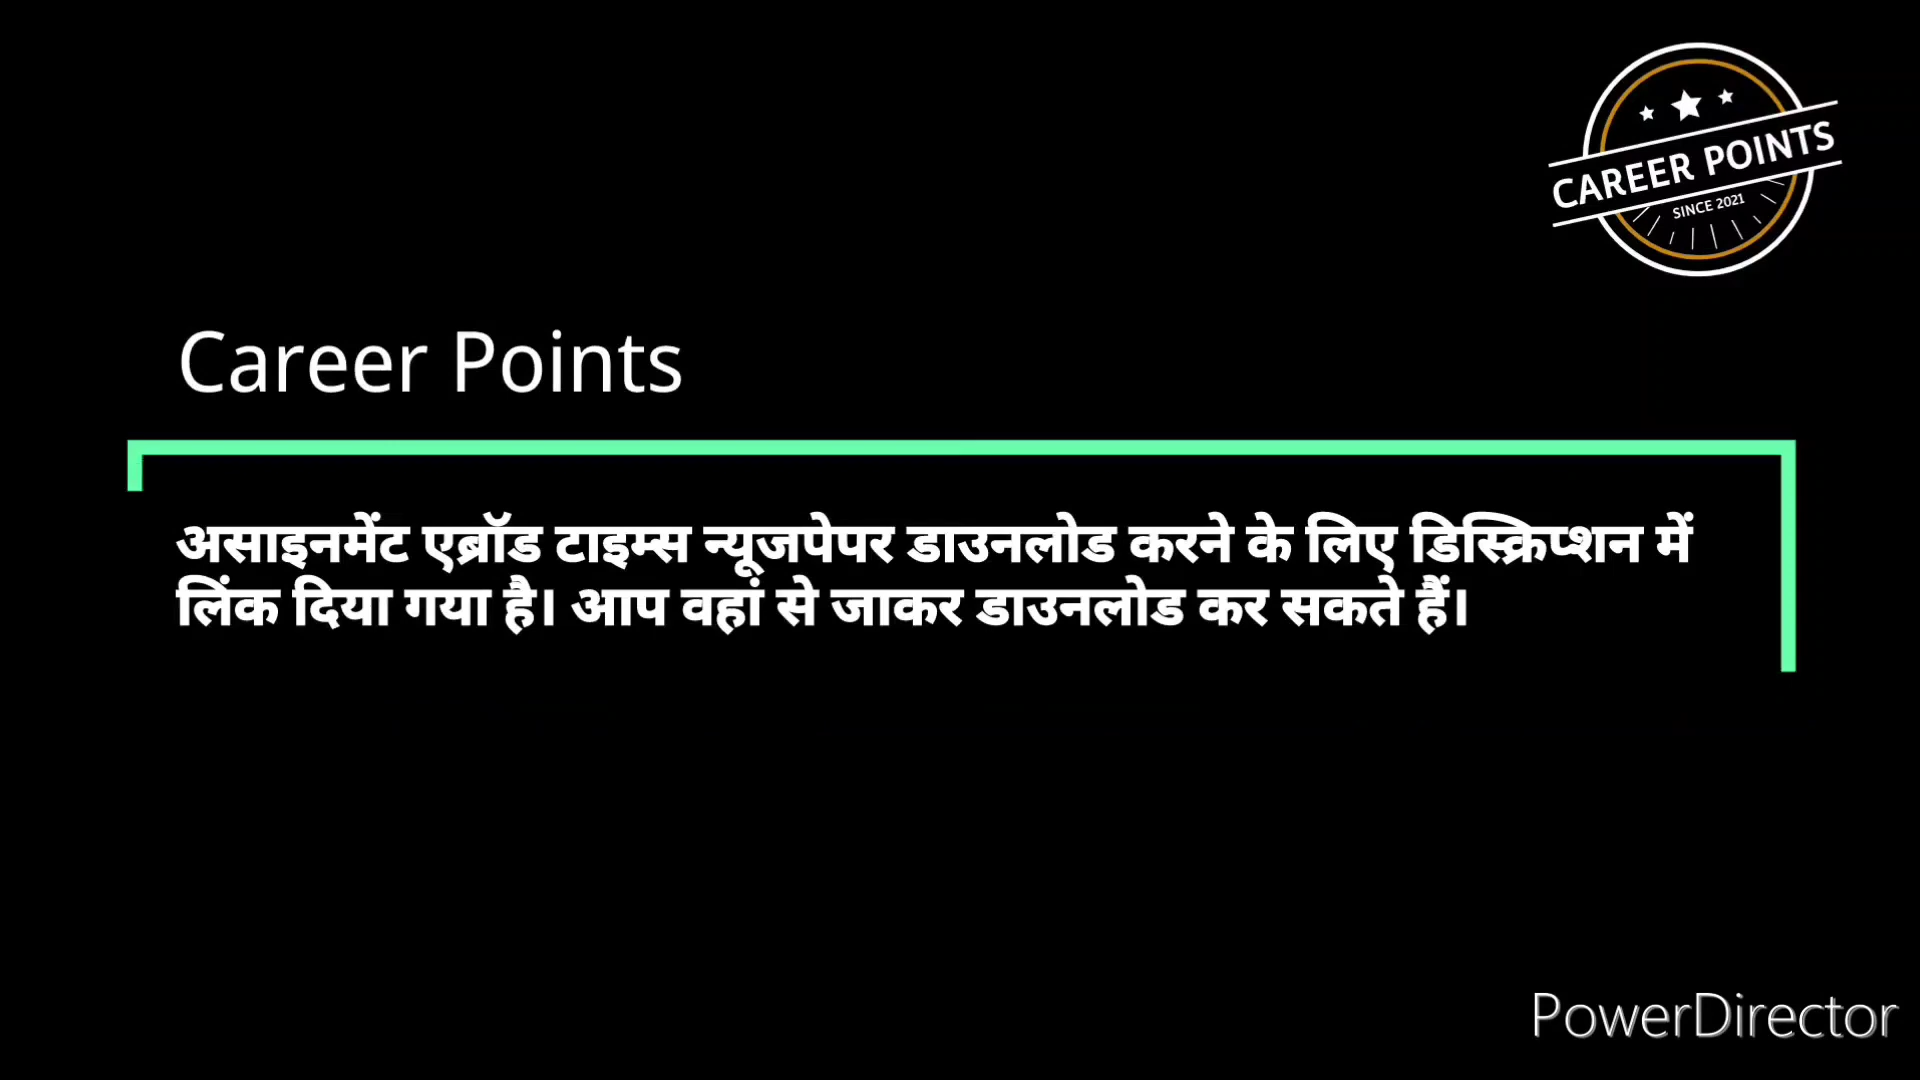 CAREER POINTS
SINCE 2021
Career Points
असाइनमेंट एब्रॉड टाइम्स न्यूजपेपर डाउनलोड करने के लिए डिस्क्रिप्शन में
लिंक दिया गया है। आप वहां से जाकर डाउनलोड कर सकते हैं।
PowerDirector